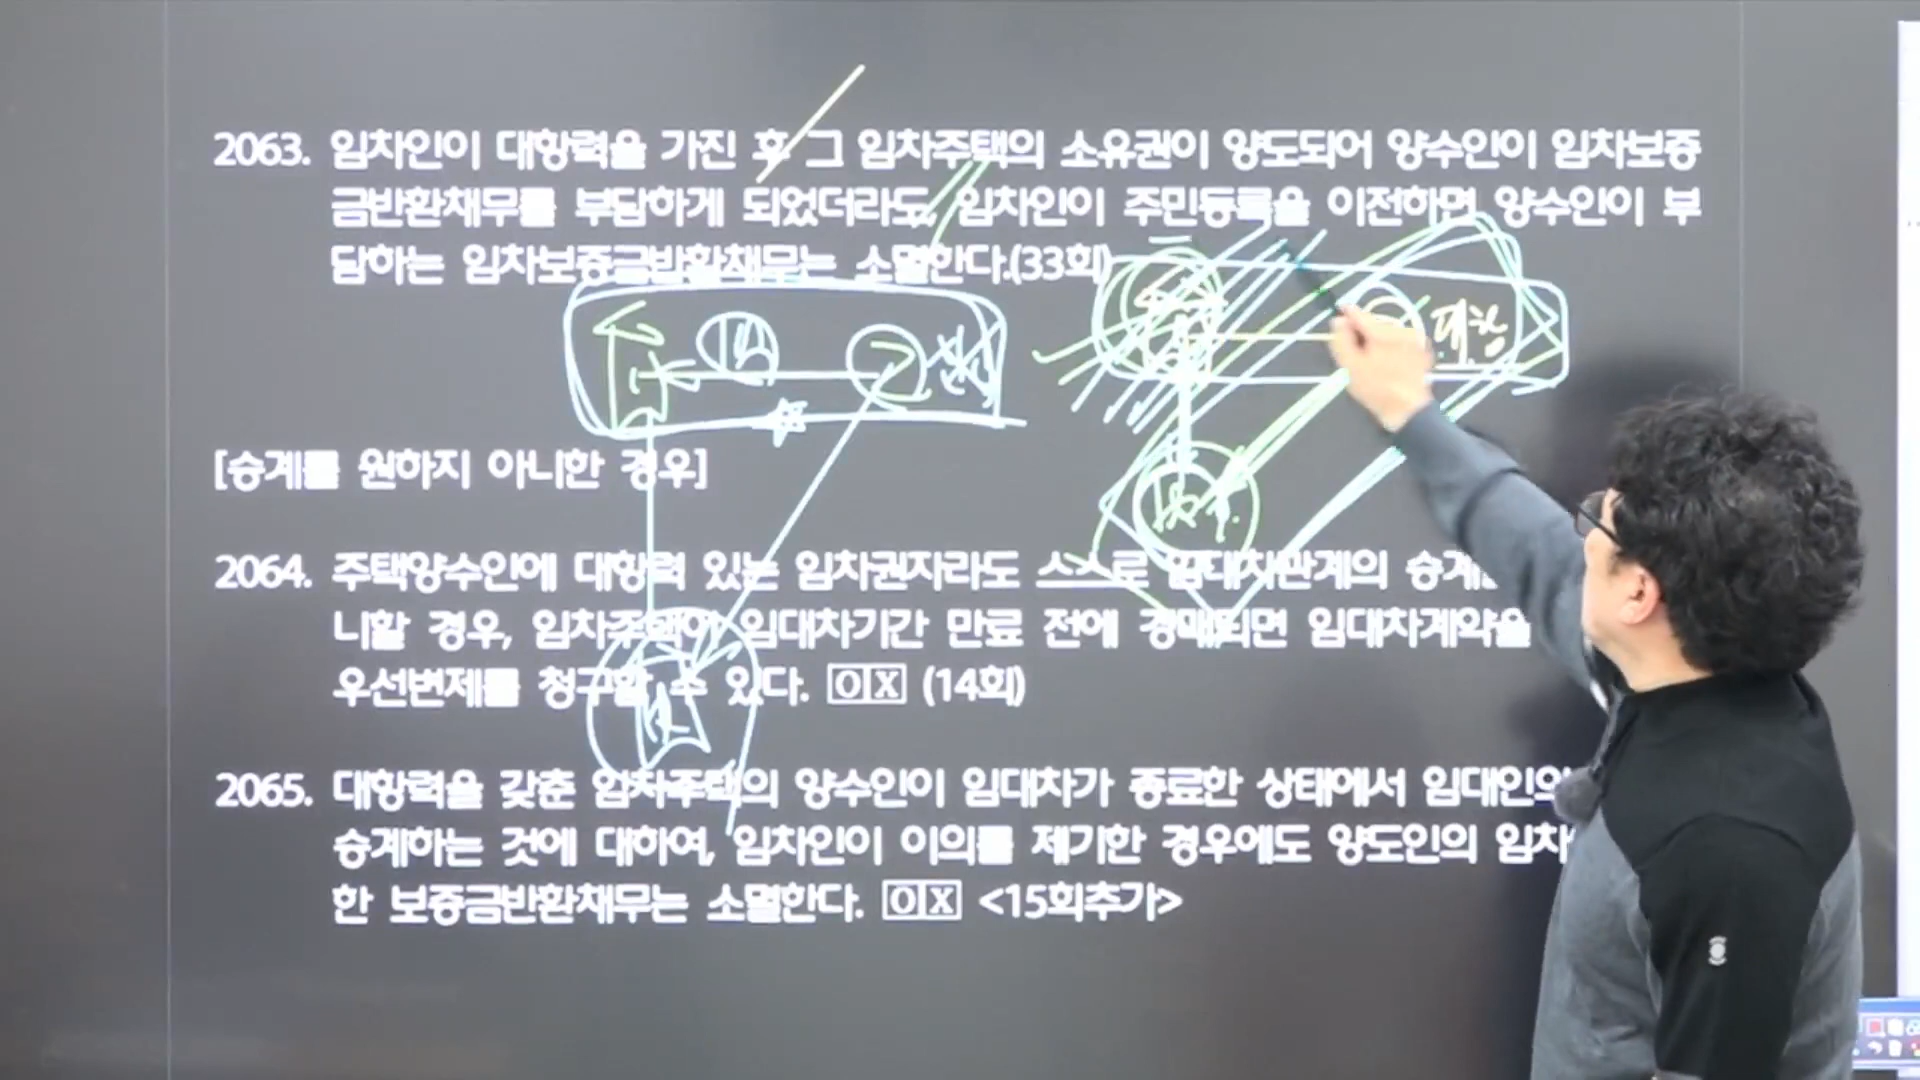 2063. 임차인이 대항력을 가진 후 그 임차주택의 소유권이 양도되어 양수인이 임차보증
금반환채무를 부담하게 되었더라도, 임차인이 주민등록을 이전하면 양수인이 부
담하는 임차보증금반환채무는 소멸한다.(33회)
대항
[승계를 원하지 아니한 경우]
2064. 주택양수인에 대항력 있는 임차권자라도 스스로 임대차관계의 승계
니할 경우, 임차주택이 임대차기간 만료 전에 경매되면 임대차계약을
우선변제를 청구할 수 있다. O X (14회)
2065. 대항력을 갖춘 임차주택의 양수인이 임대차가 종료한 상태에서 임대인의
승계하는 것에 대하여, 임차인이 이의를 제기한 경우에도 양도인의 임차
한 보증금반환채무는 소멸한다. O X <15회추가>